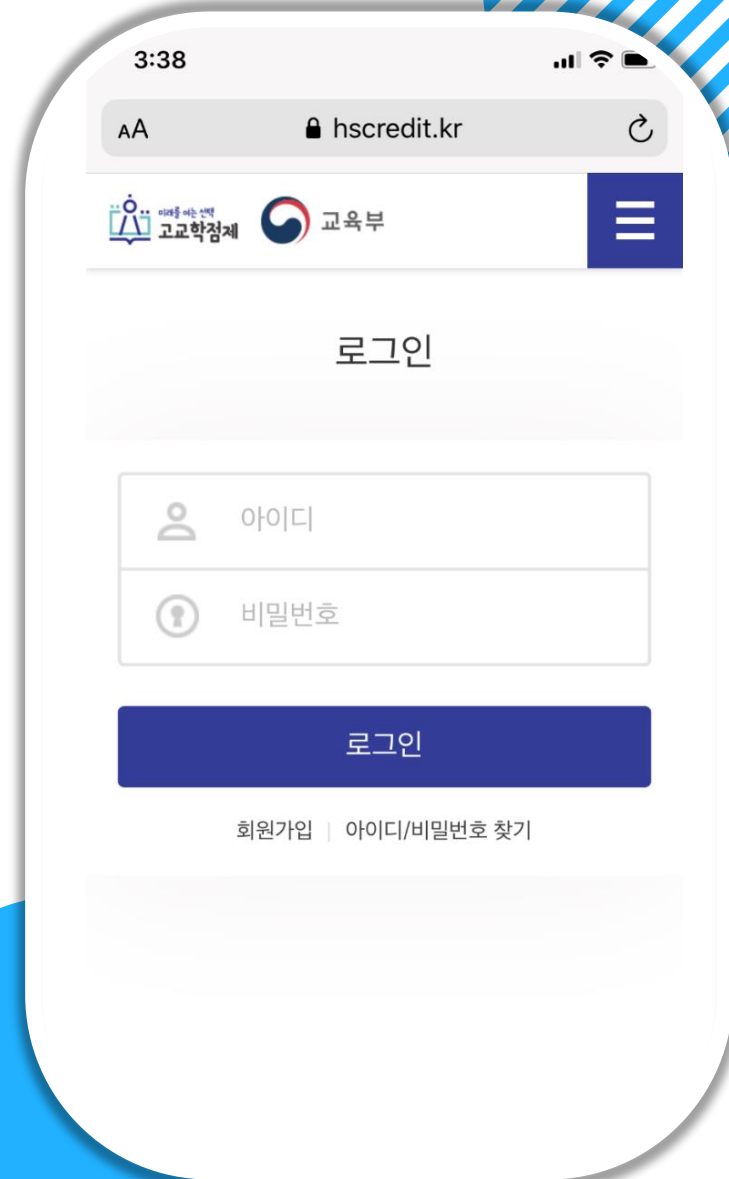 3:38
AA hscredit.kr
미래를 여는 선택
고교학점제 교육부
로그인
아이디
비밀번호
로그인
회원가입 | 아이디/비밀번호 찾기